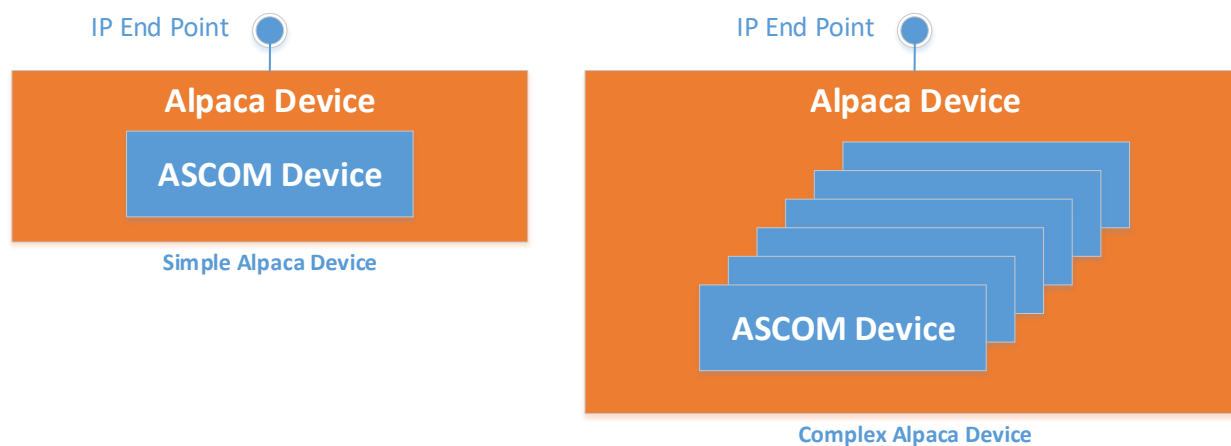 IP End Point
Alpaca Device
ASCOM Device
Simple Alpaca Device
IP End Point
Alpaca Device
ASCOM Device
Complex Alpaca Device